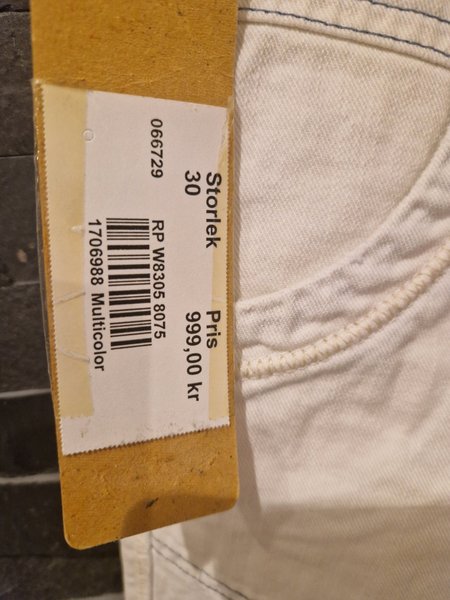 Storlek Pris
30 999,00 kr
066729 RP W8305 8075
1706988 Multicolor